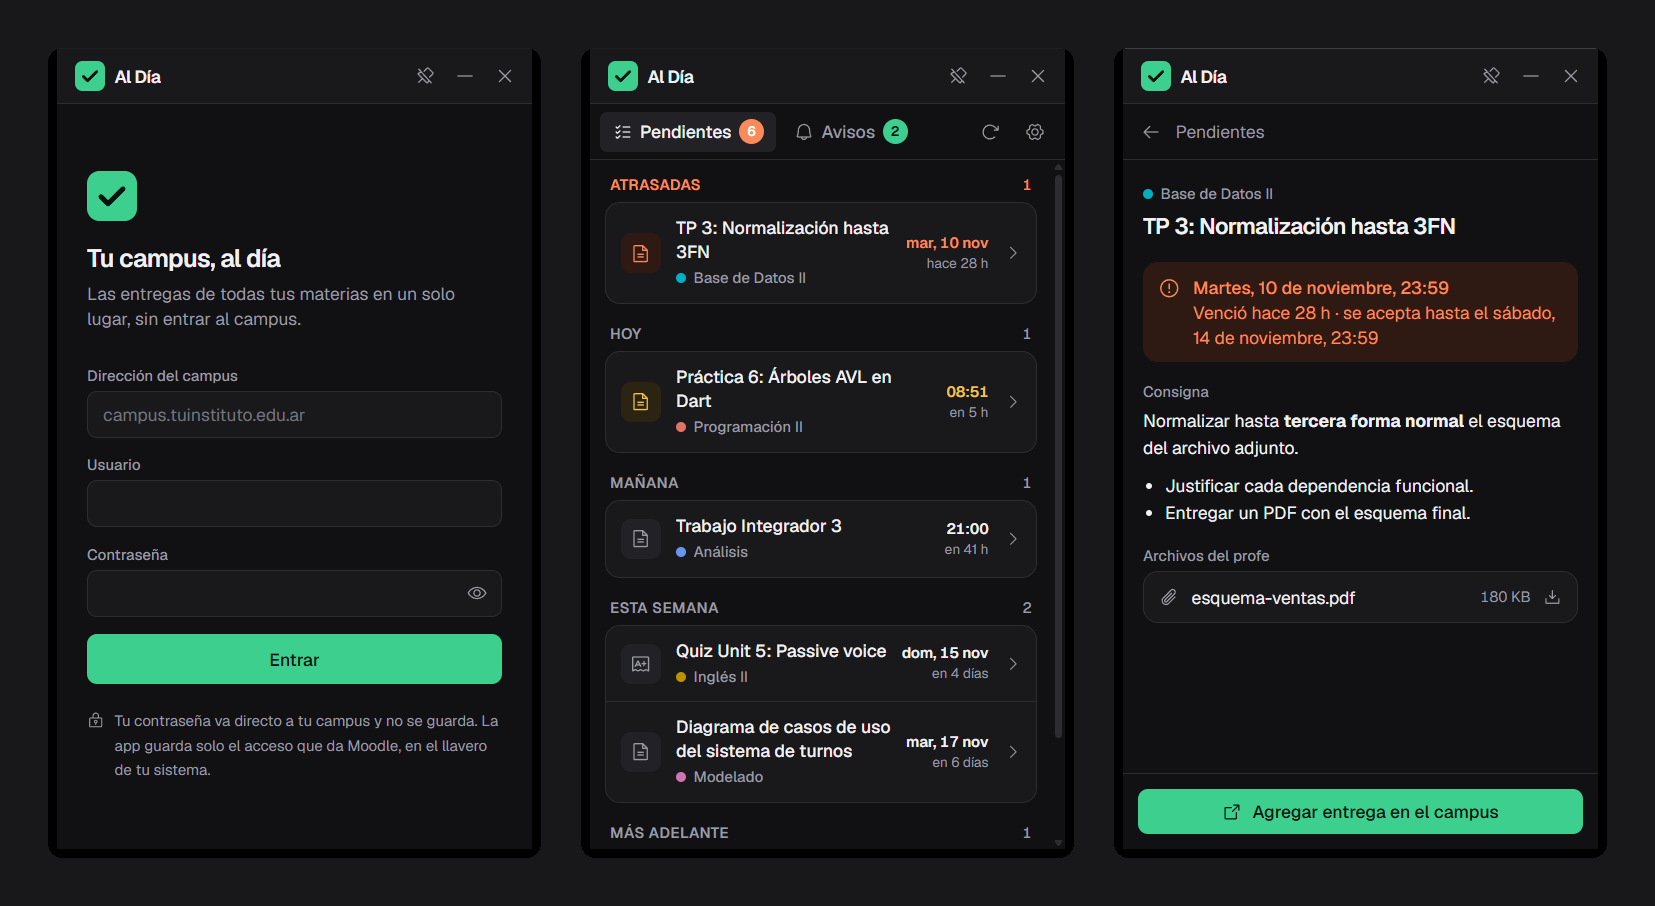 Al Día
Tu campus, al día
Las entregas de todas tus materias en un solo
lugar, sin entrar al campus.
Dirección del campus
campus.tuinstituto.edu.ar
Usuario
Contraseña
Entrar
Tu contraseña va directo a tu campus y no se guarda. La
app guarda solo el acceso que da Moodle, en el llavero
de tu sistema.
Al Día
Pendientes 6 Avisos 2
ATRASADAS 1
TP 3: Normalización hasta
3FN
Base de Datos II
mar, 10 nov
hace 28 h
HOY 1
Práctica 6: Árboles AVL en
Dart
Programación II
08:51
en 5 h
MAÑANA 1
Trabajo Integrador 3
Análisis
21:00
en 41 h
ESTA SEMANA 2
Quiz Unit 5: Passive voice
Inglés II
dom, 15 nov
en 4 días
A+
Diagrama de casos de uso
del sistema de turnos
Modelado
mar, 17 nov
en 6 días
MÁS ADELANTE 1
Al Día
Pendientes
Base de Datos II
TP 3: Normalización hasta 3FN
Martes, 10 de noviembre, 23:59
Venció hace 28 h · se acepta hasta el sábado,
14 de noviembre, 23:59
Consigna
Normalizar hasta tercera forma normal el esquema
del archivo adjunto.
• Justificar cada dependencia funcional.
• Entregar un PDF con el esquema final.
Archivos del profe
esquema-ventas.pdf 180 KB
Agregar entrega en el campus